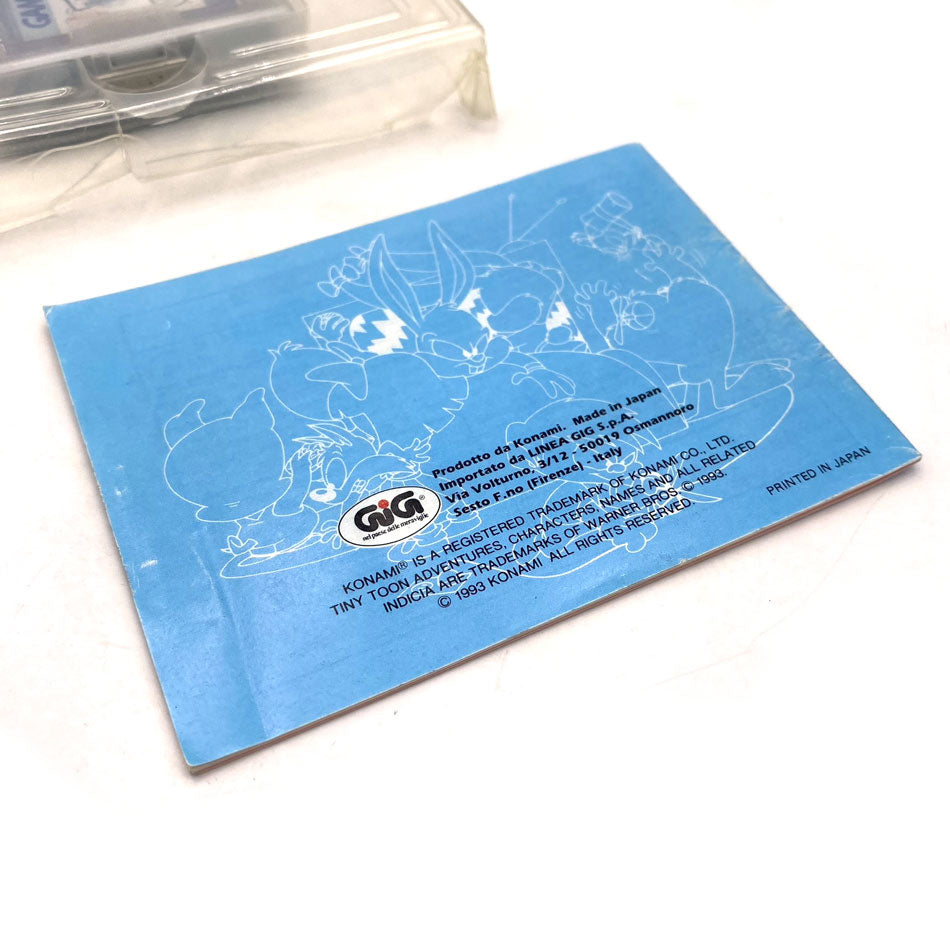 GAM
Prodotto da Konami. Made in Japan
Importato da LINEA GIG S.p.A.
Via Volturno, 3/12 - 50019 Osmannoro
Sesto F.no (Firenze) - Italy
GiG®
nel paese delle meraviglie
KONAMI® IS A REGISTERED TRADEMARK OF KONAMI CO., LTD.
TINY TOON ADVENTURES, CHARACTERS' NAMES AND ALL RELATED
INDICIA ARE TRADEMARKS OF WARNER BROS. © 1993.
© 1993 KONAMI ALL RIGHTS RESERVED.
PRINTED IN JAPAN